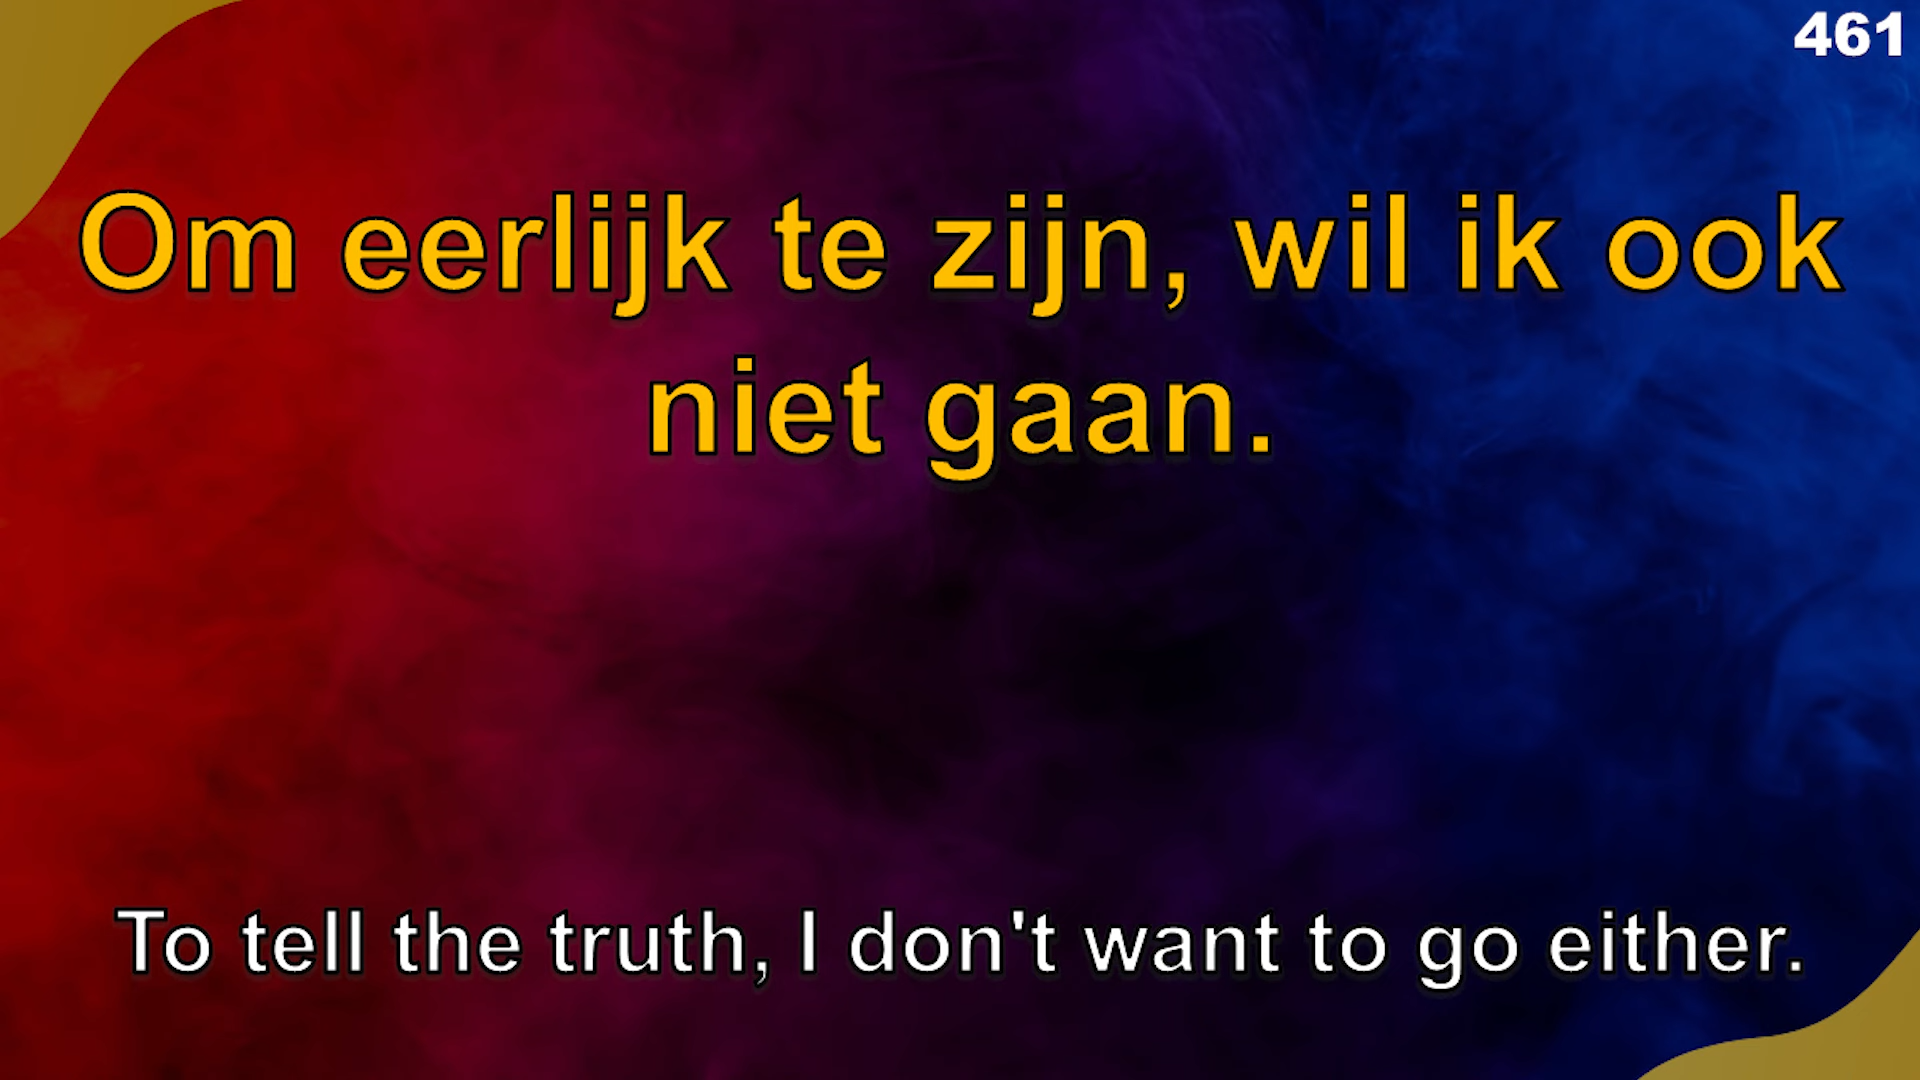 461
Om eerlijk te zijn, wil ik ook
niet gaan.
To tell the truth, I don't want to go either.